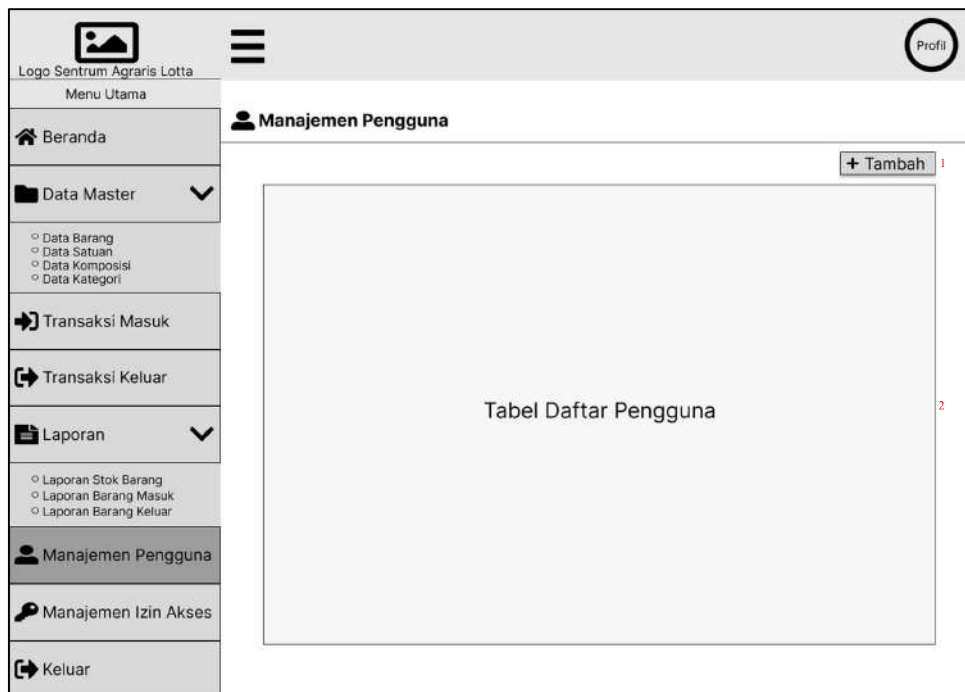 Logo Sentrum Agraris Lotta
Profil
Menu Utama
Beranda
Data Master
Data Barang
Data Satuan
Data Komposisi
Data Kategori
Transaksi Masuk
Transaksi Keluar
Laporan
Laporan Stok Barang
Laporan Barang Masuk
Laporan Barang Keluar
Manajemen Pengguna
Manajemen Izin Akses
Keluar
Manajemen Pengguna
+ Tambah 1
Tabel Daftar Pengguna 2